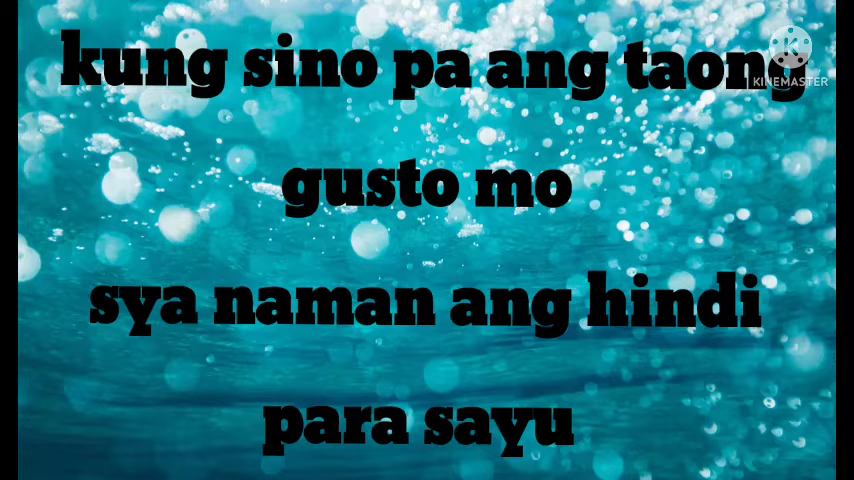 kung sino pa ang taong
KINEMASTER
gusto mo
sya naman ang hindi
para sayu